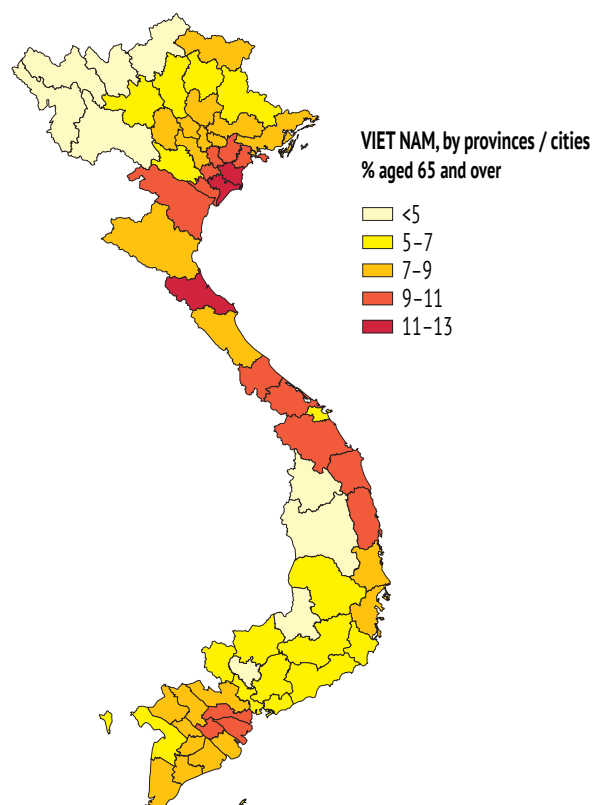 VIET NAM, by provinces / cities
% aged 65 and over
<5
5–7
7–9
9–11
11–13